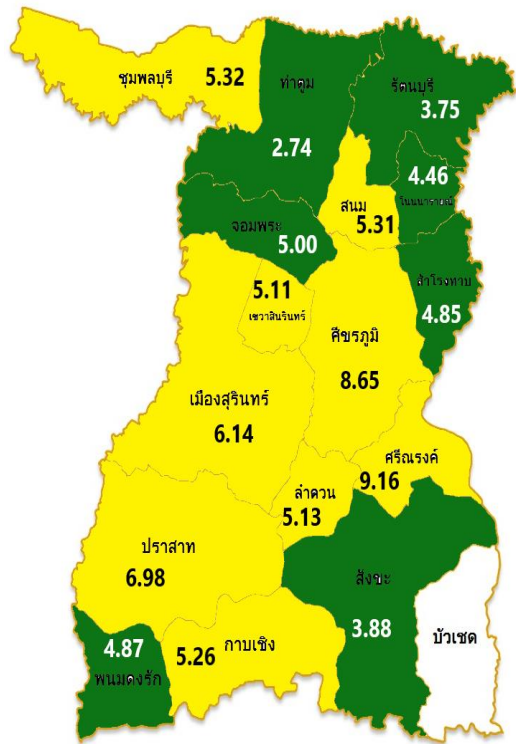 ชุมพลบุรี 5.32
ท่าตูม
2.74
รัตนบุรี
3.75
4.46
โนนนารายณ์
สนม
5.31
จอมพระ
5.00
สำโรงทาบ
4.85
5.11
เขวาสินรินทร์
ศีขรภูมิ
8.65
เมืองสุรินทร์
6.14
ศรีณรงค์
9.16
ลำดวน
5.13
ปราสาท
6.98
สังขะ
3.88
บัวเชด
4.87
พนมดงรัก
5.26 กาบเชิง